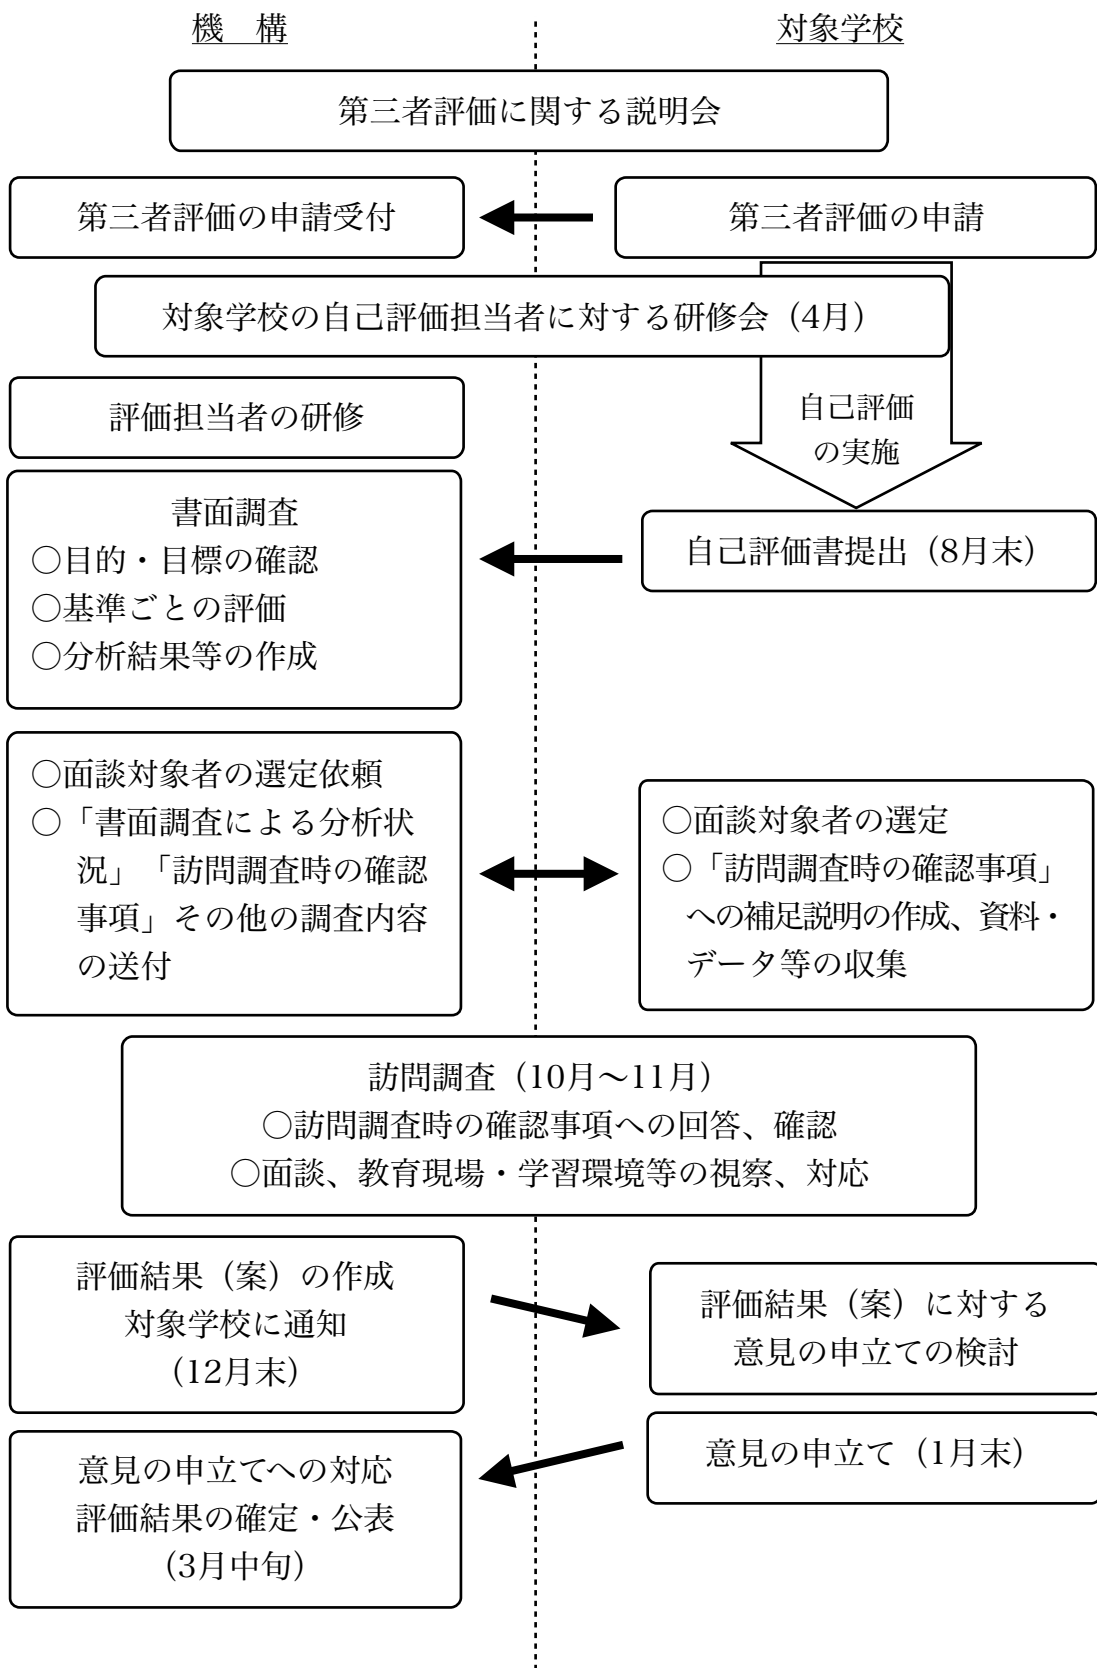 機　構
対象学校
第三者評価に関する説明会
第三者評価の申請受付
第三者評価の申請
対象学校の自己評価担当者に対する研修会（4月）
評価担当者の研修
自己評価
の実施
書面調査
○目的・目標の確認
○基準ごとの評価
○分析結果等の作成
自己評価書提出（8月末）
○面談対象者の選定依頼
○「書面調査による分析状
況」「訪問調査時の確認
事項」その他の調査内容
の送付
○面談対象者の選定
○「訪問調査時の確認事項」
への補足説明の作成、資料・
データ等の収集
訪問調査（10月～11月）
○訪問調査時の確認事項への回答、確認
○面談、教育現場・学習環境等の視察、対応
評価結果（案）の作成
対象学校に通知
（12月末）
評価結果（案）に対する
意見の申立ての検討
意見の申立て（1月末）
意見の申立てへの対応
評価結果の確定・公表
（3月中旬）